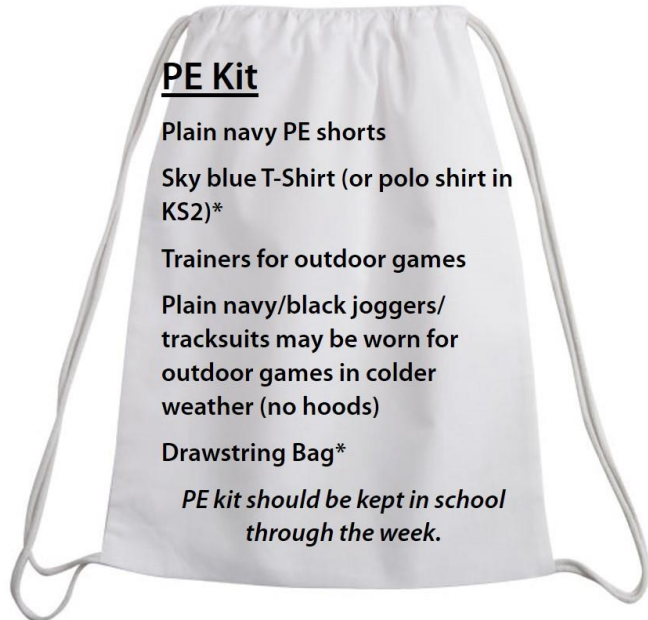 PE Kit
Plain navy PE shorts
Sky blue T-Shirt (or polo shirt in
KS2)*
Trainers for outdoor games
Plain navy/black joggers/
tracksuits may be worn for
outdoor games in colder
weather (no hoods)
Drawstring Bag*
PE kit should be kept in school
through the week.